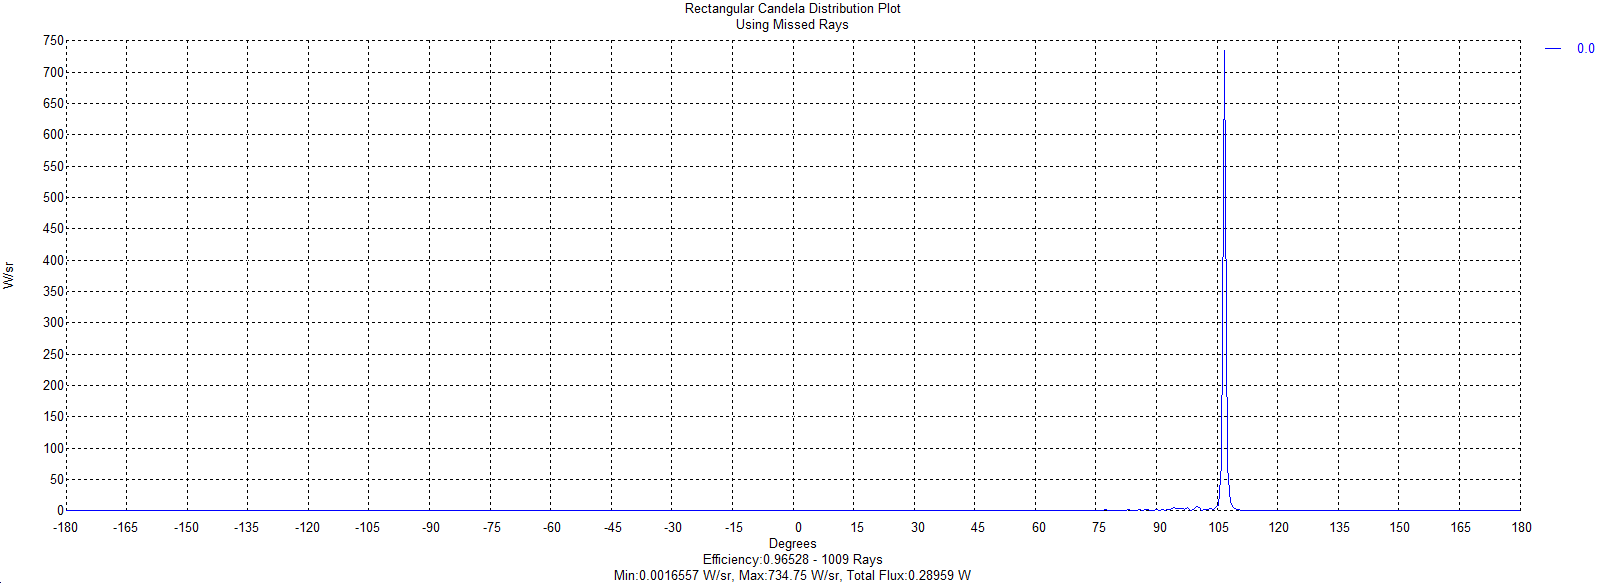 Rectangular Candela Distribution Plot
Using Missed Rays
750
700
650
600
550
500
450
400
350
300
250
200
150
100
50
0
W/sr
-180 -165 -150 -135 -120 -105 -90 -75 -60 -45 -30 -15 0 15 30 45 60 75 90 105 120 135 150 165 180
Degrees
Efficiency:0.96528 - 1009 Rays
Min:0.0016557 W/sr, Max:734.75 W/sr, Total Flux:0.28959 W
0.0